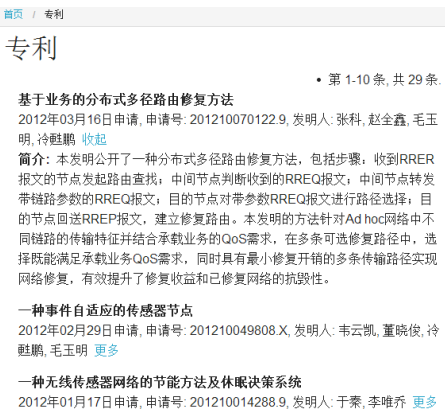 首页 / 专利
专利
• 第 1-10 条, 共 29 条.
基于业务的分布式多径路由修复方法
2012年03月16日申请, 申请号: 201210070122.9, 发明人: 张科, 赵全鑫, 毛玉
明, 冷甦鹏 收起
简介: 本发明公开了一种分布式多径路由修复方法，包括步骤：收到RRER
报文的节点发起路由查找；中间节点判断收到的RREQ报文；中间节点转发
带链路参数的RREQ报文；目的节点对带参数RREQ报文进行路径选择；目
的节点回送RREP报文，建立修复路由。本发明的方法针对Ad hoc网络中不
同链路的传输特征并结合承载业务的QoS需求，在多条可选修复路径中，选
择既能满足承载业务QoS需求，同时具有最小修复开销的多条传输路径实现
网络修复，有效提升了修复收益和已修复网络的抗毁性。
一种事件自适应的传感器节点
2012年02月29日申请, 申请号: 201210049808.X, 发明人: 韦云凯, 董晓俊, 冷
甦鹏, 毛玉明 更多
一种无线传感器网络的节能方法及休眠决策系统
2012年01月17日申请, 申请号: 201210014288.9, 发明人: 于秦, 李唯乔 更多